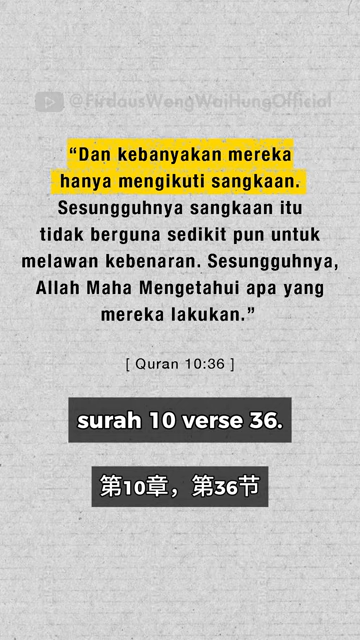 @FirdausWongWaiHungOfficial
“Dan kebanyakan mereka
hanya mengikuti sangkaan.
Sesungguhnya sangkaan itu
tidak berguna sedikit pun untuk
melawan kebenaran. Sesungguhnya,
Allah Maha Mengetahui apa yang
mereka lakukan.”
[ Quran 10:36 ]
surah 10 verse 36.
第10章，第36节